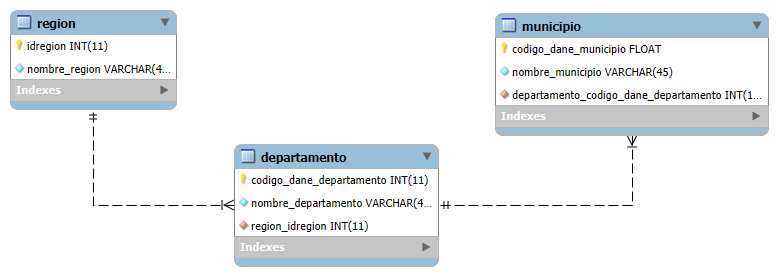 region
idregion INT(11)
nombre_region VARCHAR(4...
Indexes
municipio
codigo_dane_municipio FLOAT
nombre_municipio VARCHAR(45)
departamento_codigo_dane_departamento INT(1...
Indexes
departamento
codigo_dane_departamento INT(11)
nombre_departamento VARCHAR(4...
region_idregion INT(11)
Indexes